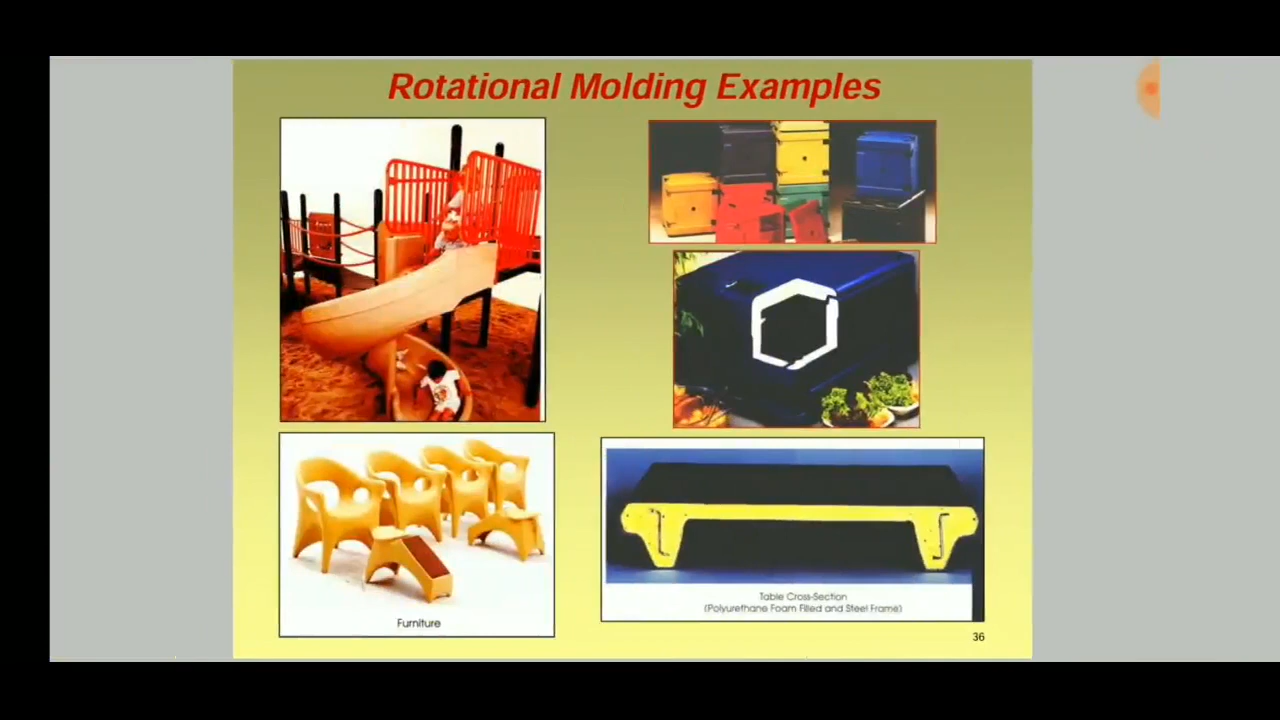 Rotational Molding Examples
Furniture
Table Cross-Section
(Polyurethane Foam Filled and Steel Frame)
36